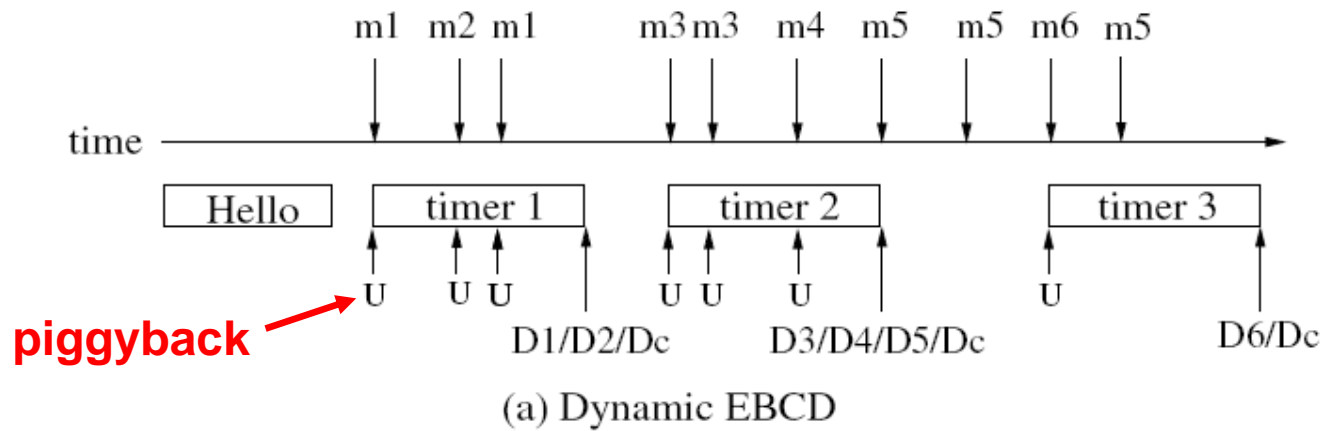 m1 m2 m1 m3 m3 m4 m5 m5 m6 m5
time
Hello timer 1 timer 2 timer 3
U U U U U U U
piggyback D1/D2/Dc D3/D4/D5/Dc D6/Dc
(a) Dynamic EBCD